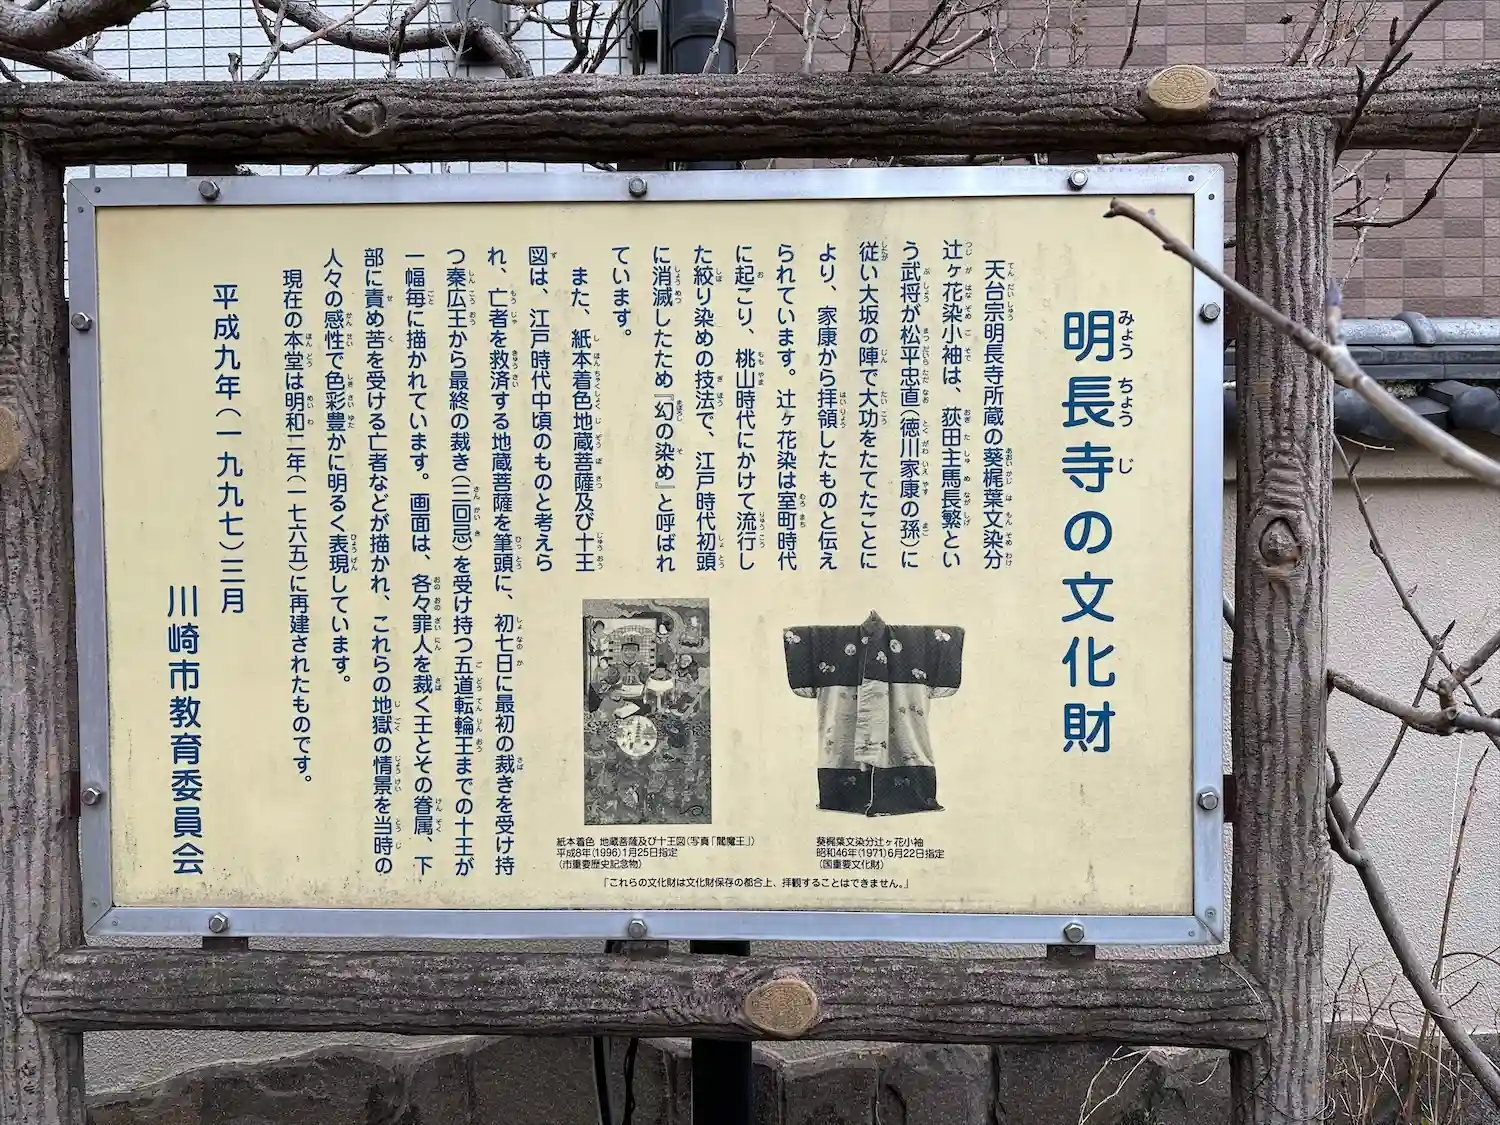 明長寺の文化財
天台宗明長寺所蔵の葵梶葉文染分
辻ヶ花染小袖は、荻田主馬長繁とい
う武将が松平忠直（徳川家康の孫）に
従い大坂の陣で大功をたてたことに
より、家康から拝領したものと伝え
られています。辻ヶ花染は室町時代
に起こり、桃山時代にかけて流行し
た絞り染めの技法で、江戸時代初頭
に消滅したため『幻の染め』と呼ばれ
ています。
また、紙本着色地蔵菩薩及び十王
図は、江戸時代中頃のものと考えら
れ、亡者を救済する地蔵菩薩を筆頭に、初七日に最初の裁きを受け持
つ秦広王から最終の裁き（三回忌）を受け持つ五道転輪王までの十王が
一幅毎に描かれています。画面は、各々罪人を裁く王とその眷属、下
部に責め苦を受ける亡者などが描かれ、これらの地獄の情景を当時の
人々の感性で色彩豊かに明るく表現しています。
現在の本堂は明和二年（一七六五）に再建されたものです。
平成九年（一九九七）三月
川崎市教育委員会
葵梶葉文染分辻ヶ花小袖
昭和46年（1971）6月22日指定
（国重要文化財）
紙本着色 地蔵菩薩及び十王図（写真「閻魔王」）
平成8年（1996）1月25日指定
（市重要歴史記念物）
「これらの文化財は文化財保存の都合上、拝観することはできません。」